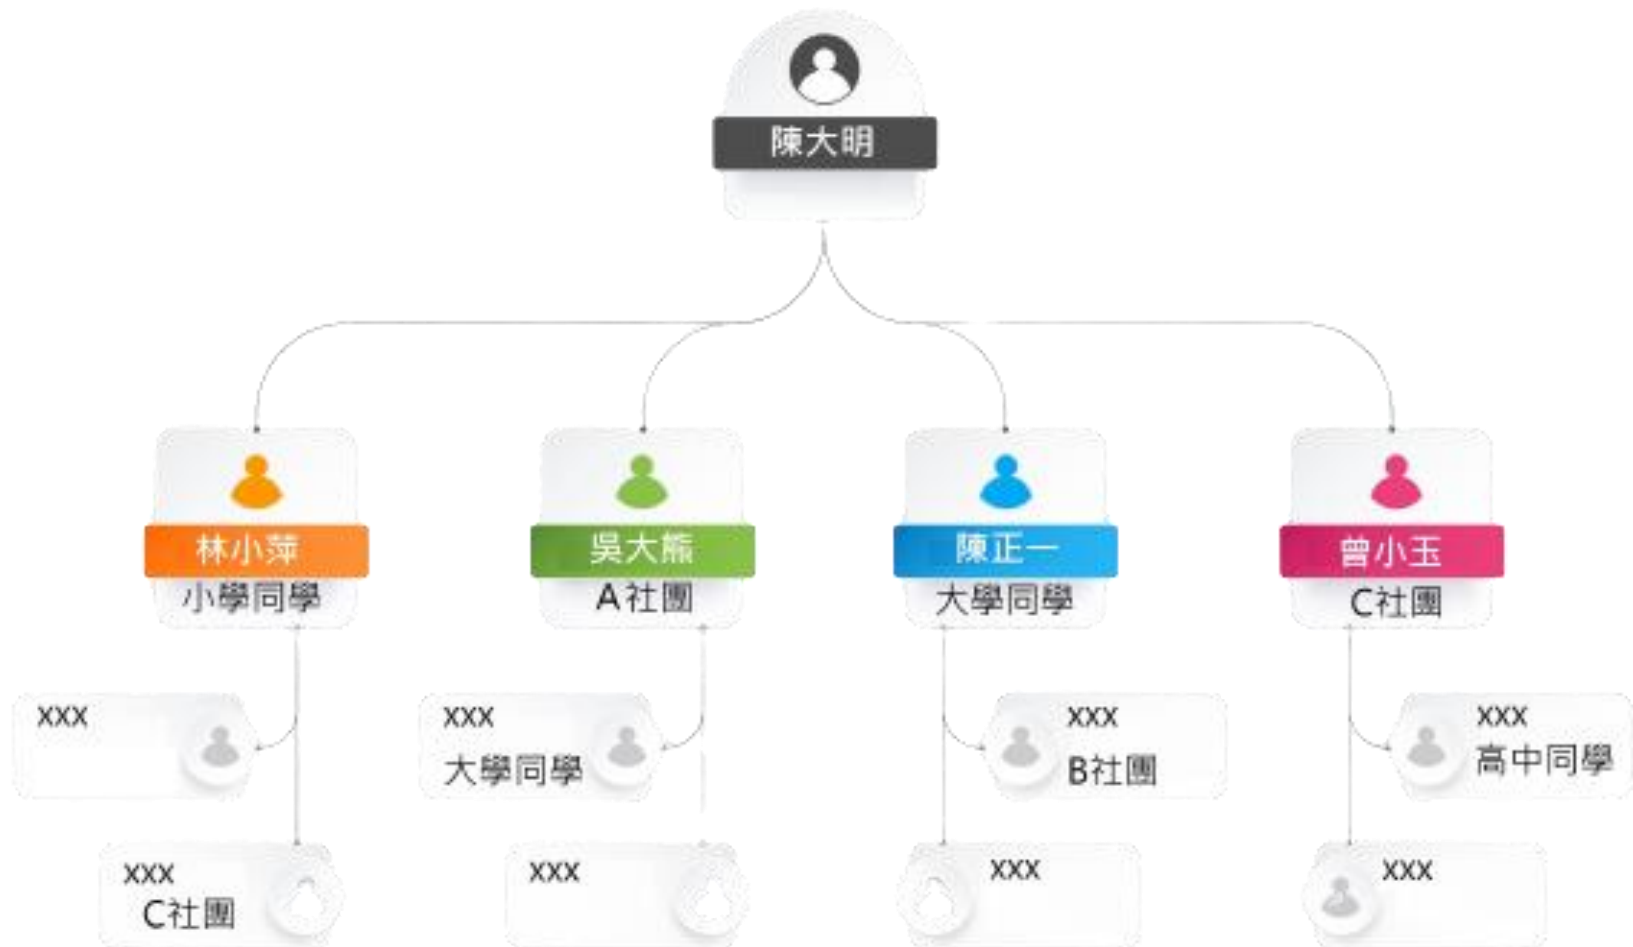 陳大明
林小萍
小學同學
吳大熊
A社團
陳正一
大學同學
曾小玉
C社團
XXX
XXX
大學同學
XXX
B社團
XXX
高中同學
XXX
C社團
XXX
XXX
XXX